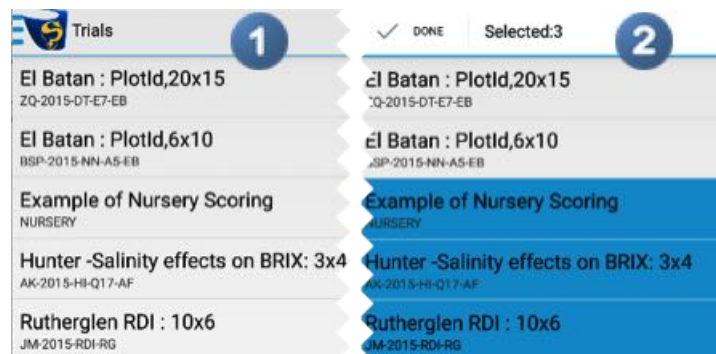 Trials
1
El Batan : PlotId,20x15
ZQ-2015-DT-E7-EB
El Batan : PlotId,6x10
BSP-2015-NN-A5-EB
Example of Nursery Scoring
NURSERY
Hunter -Salinity effects on BRIX: 3x4
AK-2015-HI-Q17-AF
Rutherglen RDI : 10x6
JM-2015-RDI-RG
DONE
Selected:3
2
El Batan : PlotId,20x15
ZQ-2015-DT-E7-EB
El Batan : PlotId,6x10
BSP-2015-NN-A5-EB
Example of Nursery Scoring
NURSERY
Hunter -Salinity effects on BRIX: 3x4
AK-2015-HI-Q17-AF
Rutherglen RDI : 10x6
JM-2015-RDI-RG